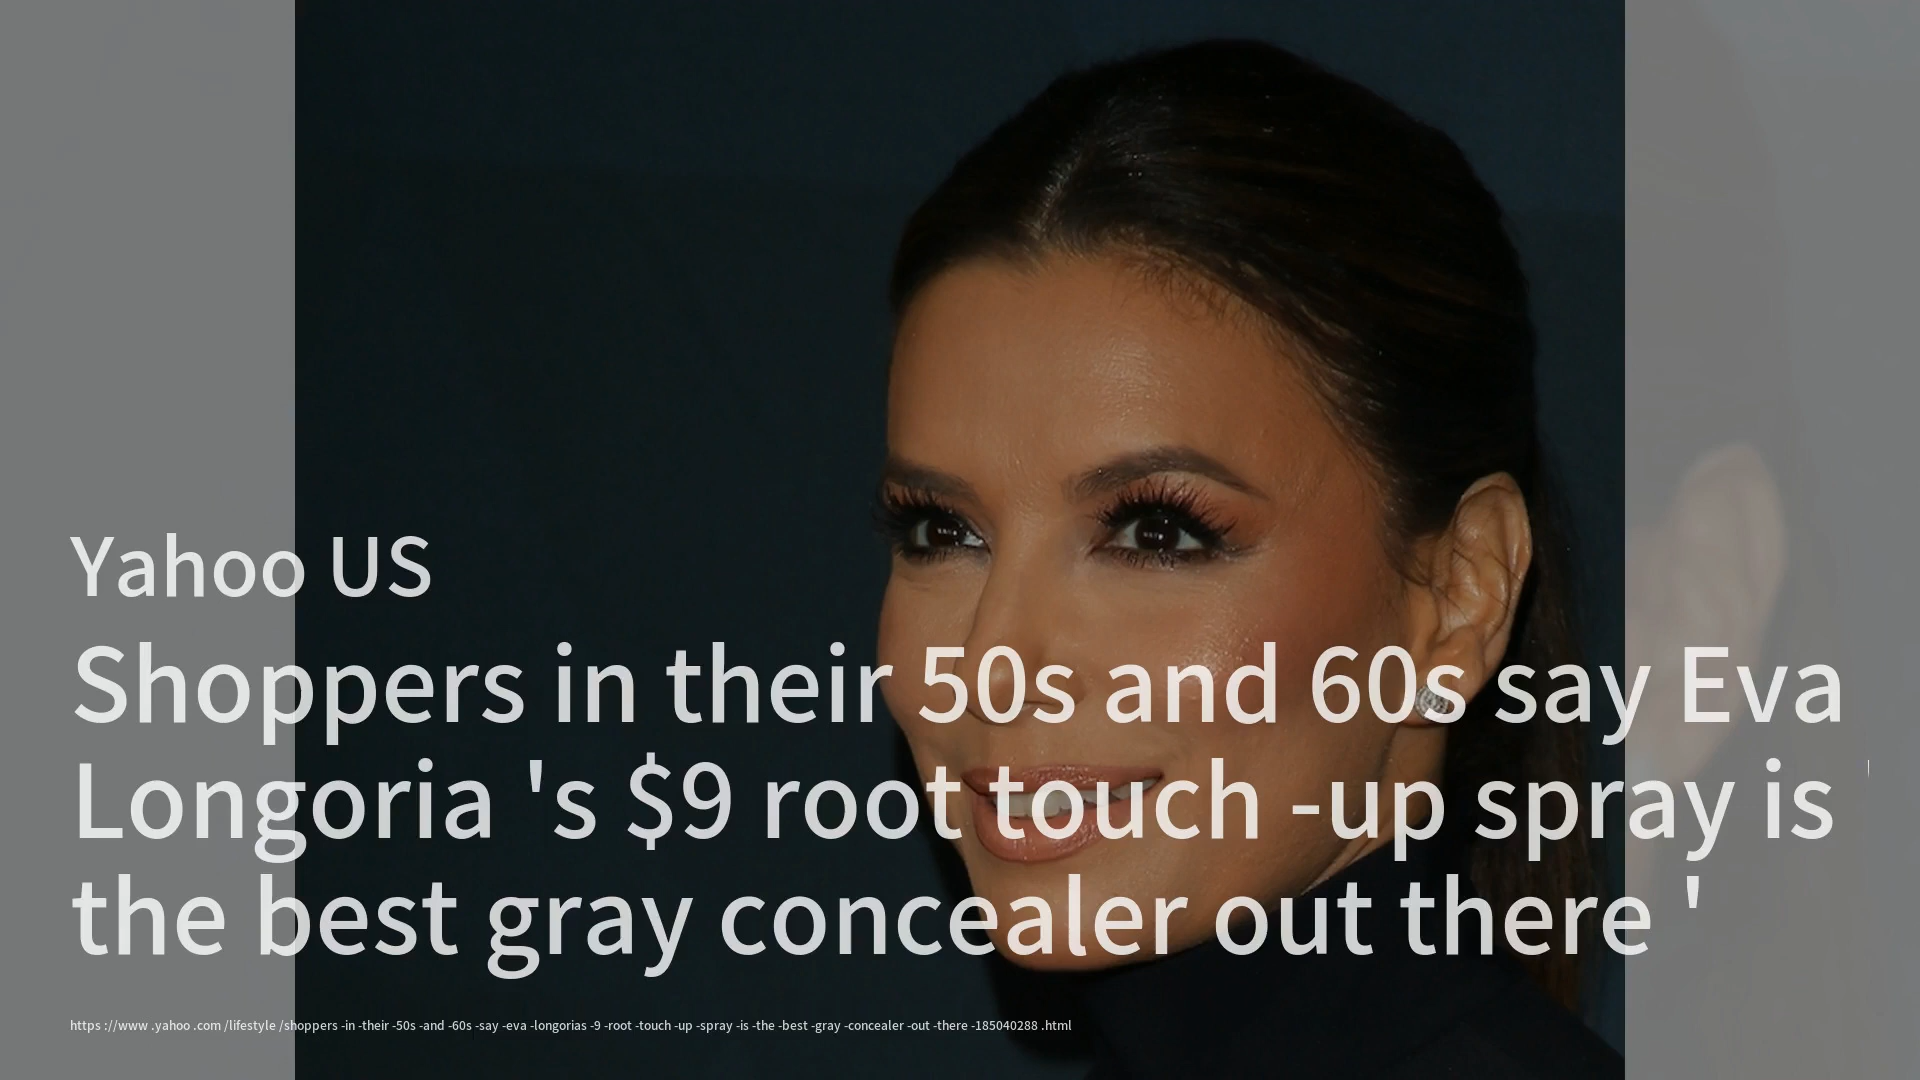 Yahoo US
Shoppers in their 50s and 60s say Eva
Longoria 's $9 root touch -up spray is '
the best gray concealer out there '
https ://www .yahoo .com /lifestyle /shoppers -in -their -50s -and -60s -say -eva -longorias -9 -root -touch -up -spray -is -the -best -gray -concealer -out -there -185040288 .html